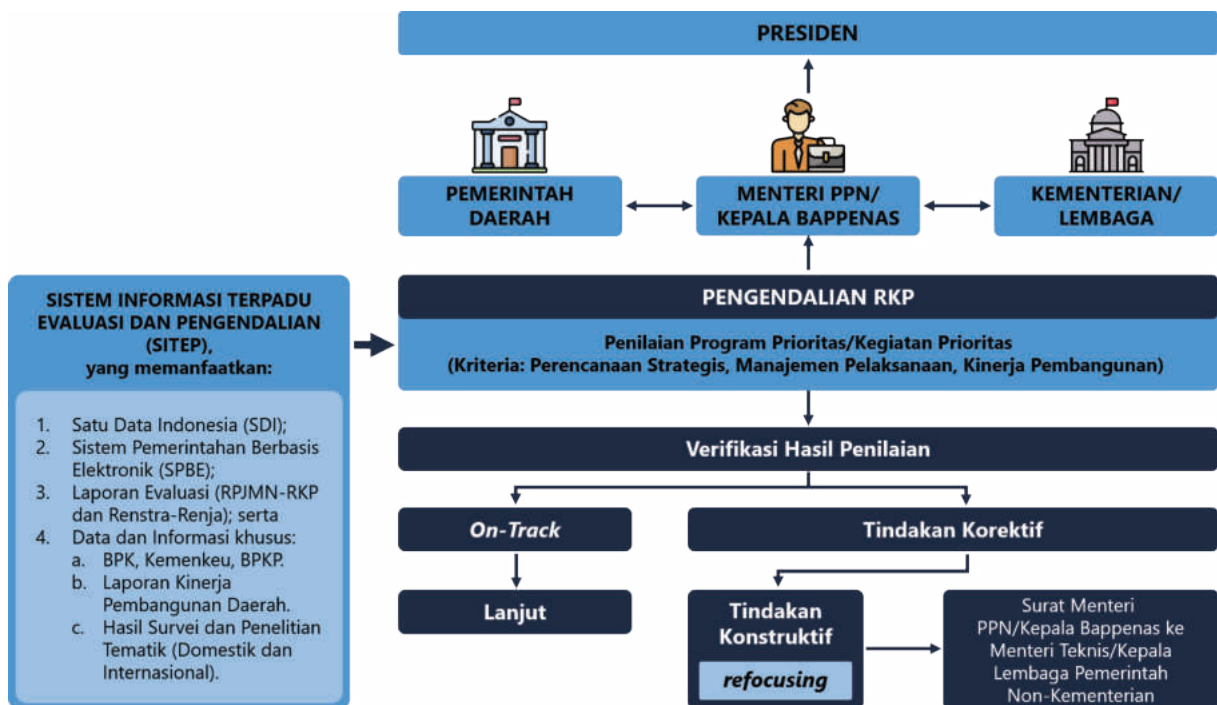 PRESIDEN
PEMERINTAH
DAERAH
MENTERI PPN/
KEPALA BAPPENAS
KEMENTERIAN/
LEMBAGA
SISTEM INFORMASI TERPADU
EVALUASI DAN PENGENDALIAN
(SITEP),
yang memanfaatkan:
1. Satu Data Indonesia (SDI);
2. Sistem Pemerintahan Berbasis
Elektronik (SPBE);
3. Laporan Evaluasi (RPJMN-RKP
dan Renstra-Renja); serta
4. Data dan Informasi khusus:
a. BPK, Kemenkeu, BPKP.
b. Laporan Kinerja
Pembangunan Daerah.
c. Hasil Survei dan Penelitian
Tematik (Domestik dan
Internasional).
PENGENDALIAN RKP
Penilaian Program Prioritas/Kegiatan Prioritas
(Kriteria: Perencanaan Strategis, Manajemen Pelaksanaan, Kinerja Pembangunan)
Verifikasi Hasil Penilaian
On-Track
Tindakan Korektif
Lanjut
Tindakan
Konstruktif
refocusing
Surat Menteri
PPN/Kepala Bappenas ke
Menteri Teknis/Kepala
Lembaga Pemerintah
Non-Kementerian